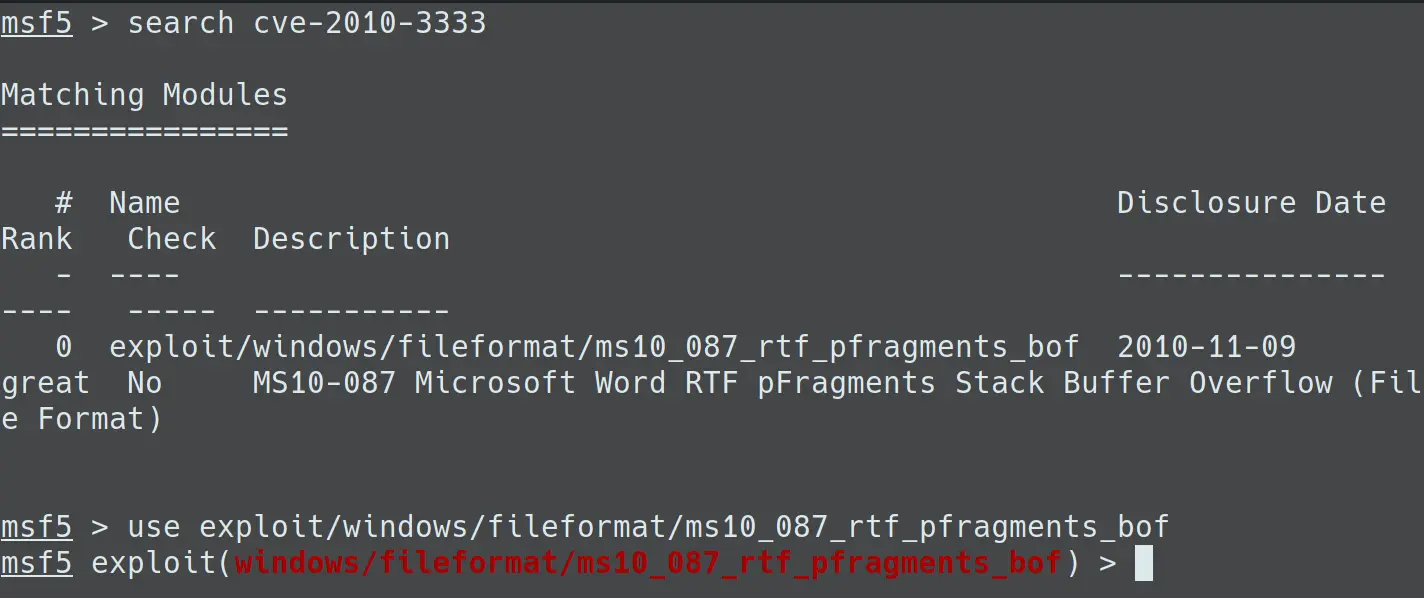 msf5 > search cve-2010-3333
Matching Modules
================
# Name Disclosure Date
Rank Check Description
- ---- ---------------
---- ----- -----------
0 exploit/windows/fileformat/ms10_087_rtf_pfragments_bof 2010-11-09
great No MS10-087 Microsoft Word RTF pFragments Stack Buffer Overflow (Fil
e Format)
msf5 > use exploit/windows/fileformat/ms10_087_rtf_pfragments_bof
msf5 exploit(windows/fileformat/ms10_087_rtf_pfragments_bof) >